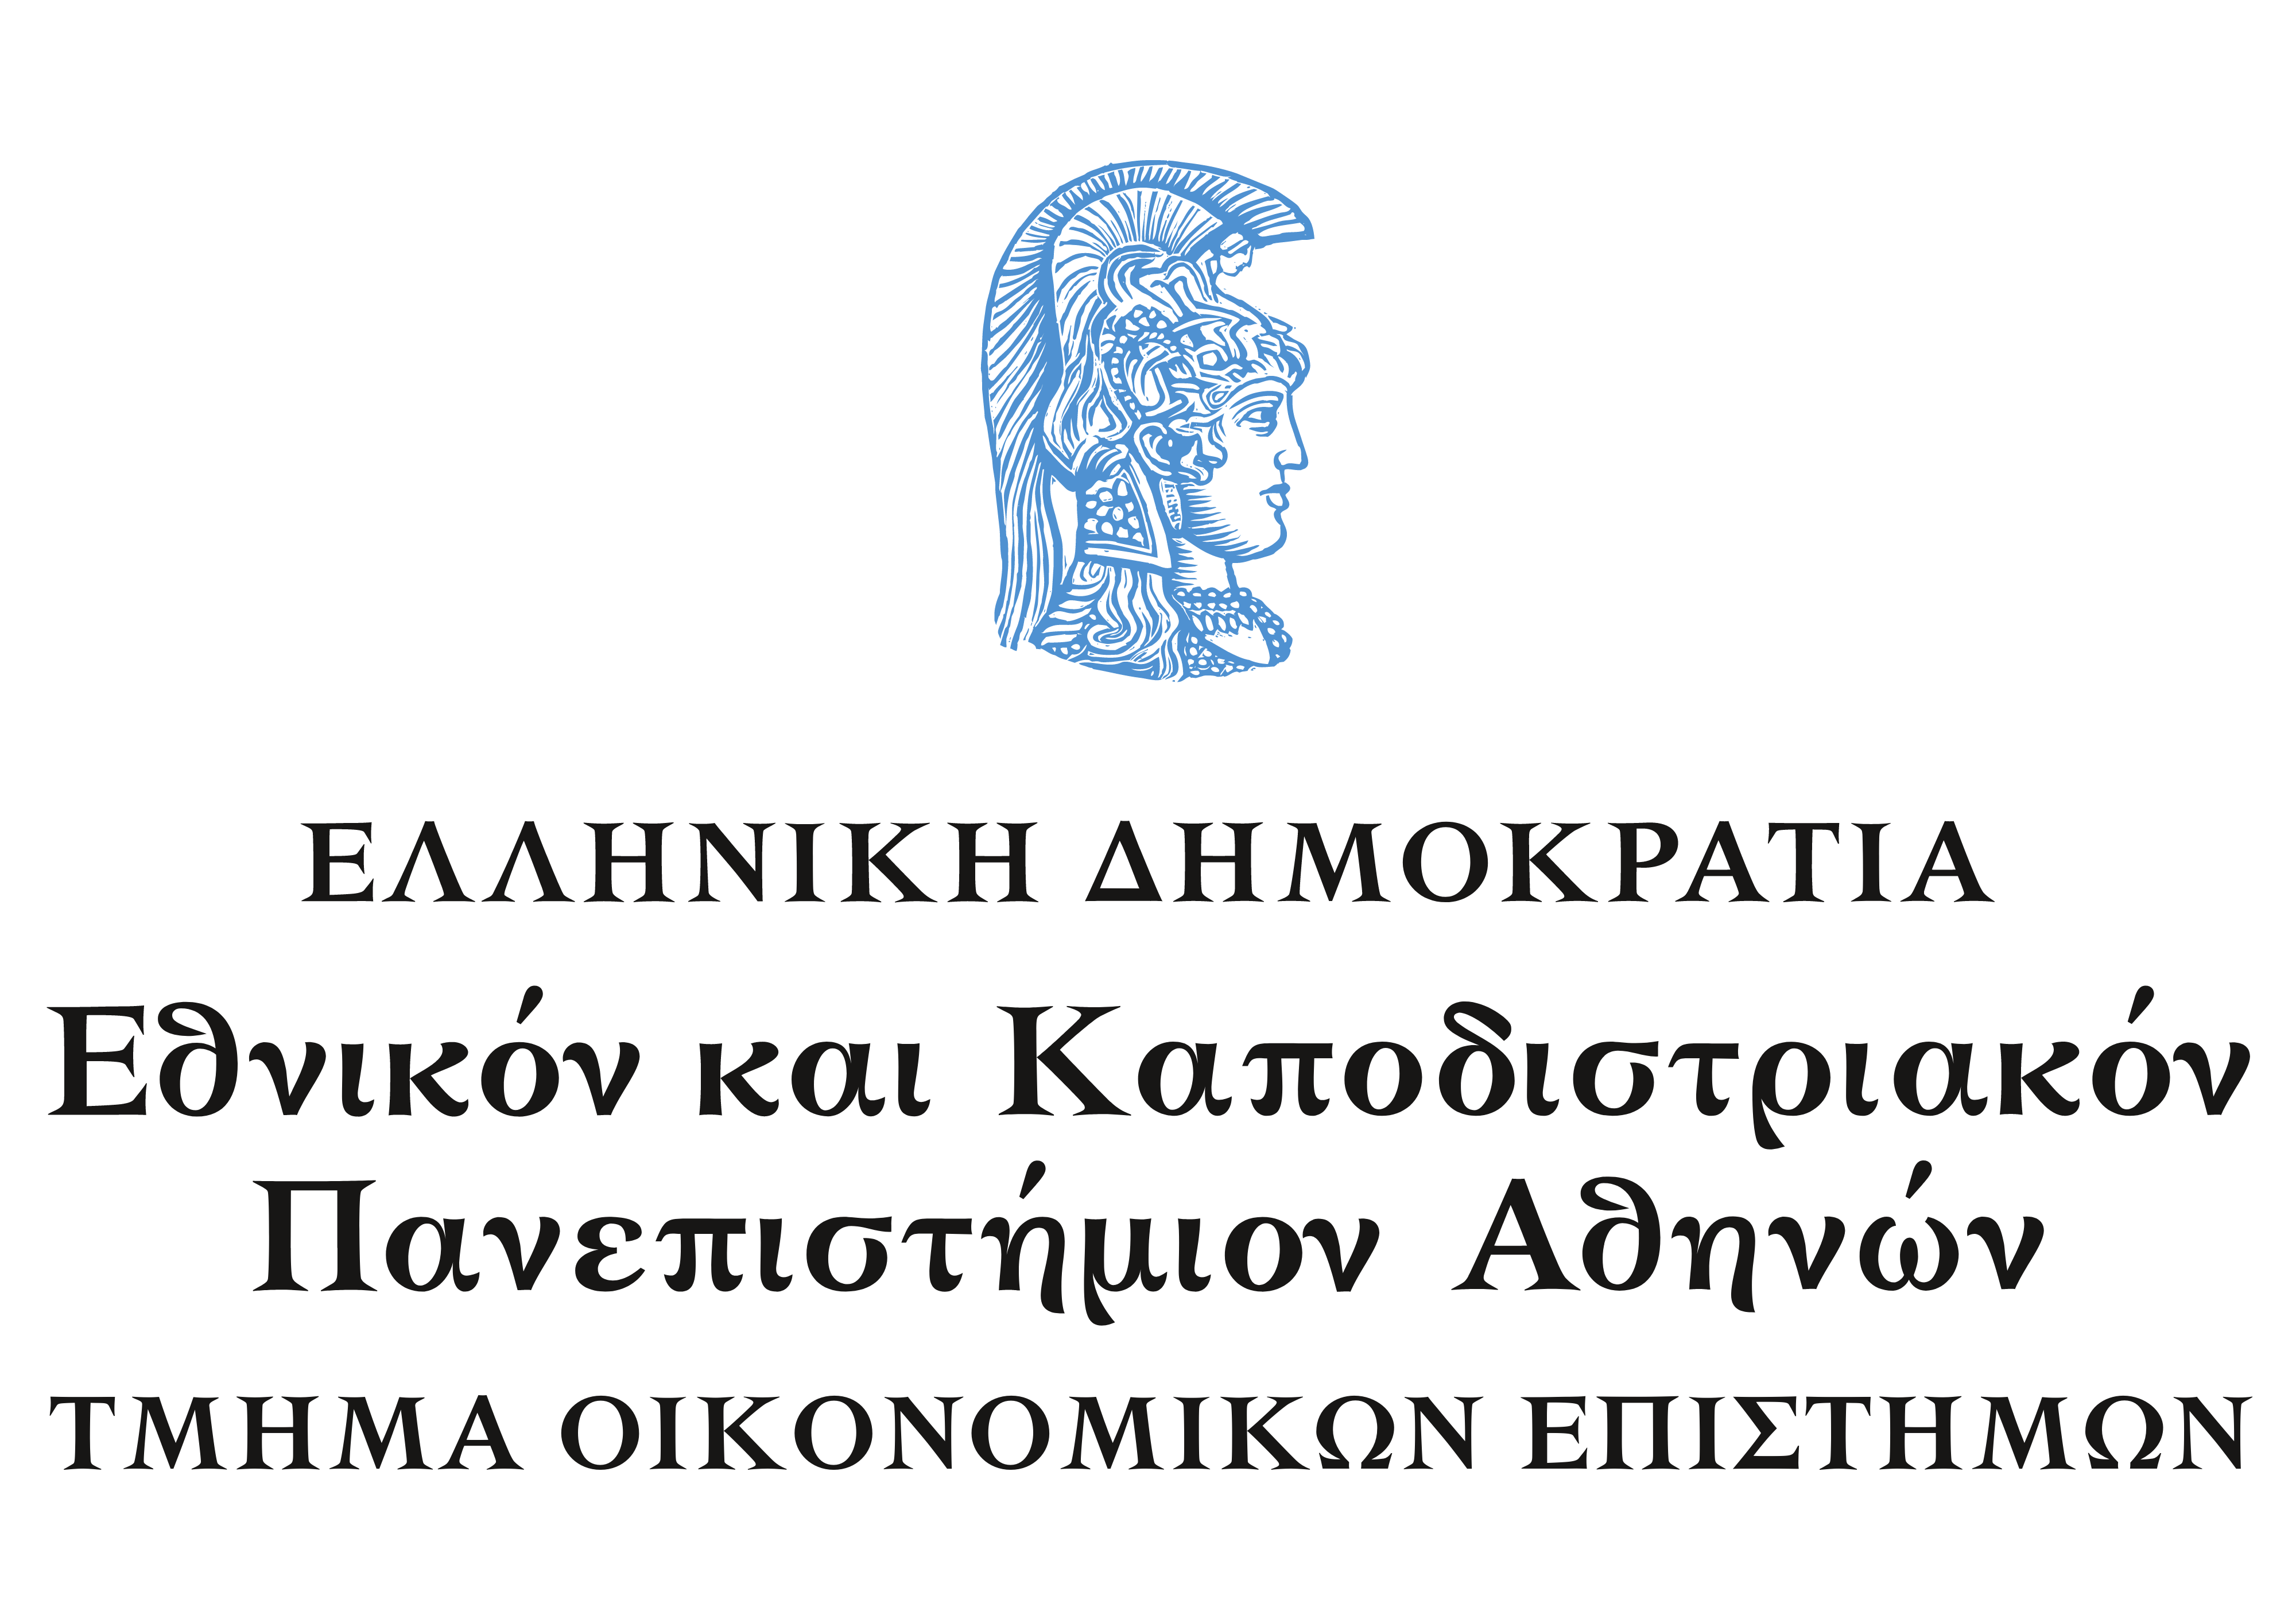 ΕΛΛΗΝΙΚΗ ΔΗΜΟΚΡΑΤΙΑ
Εθνικόν και Καποδιστριακόν
Πανεπιστήμιον Αθηνών
ΤΜΗΜΑ ΟΙΚΟΝΟΜΙΚΩΝ ΕΠΙΣΤΗΜΩΝ